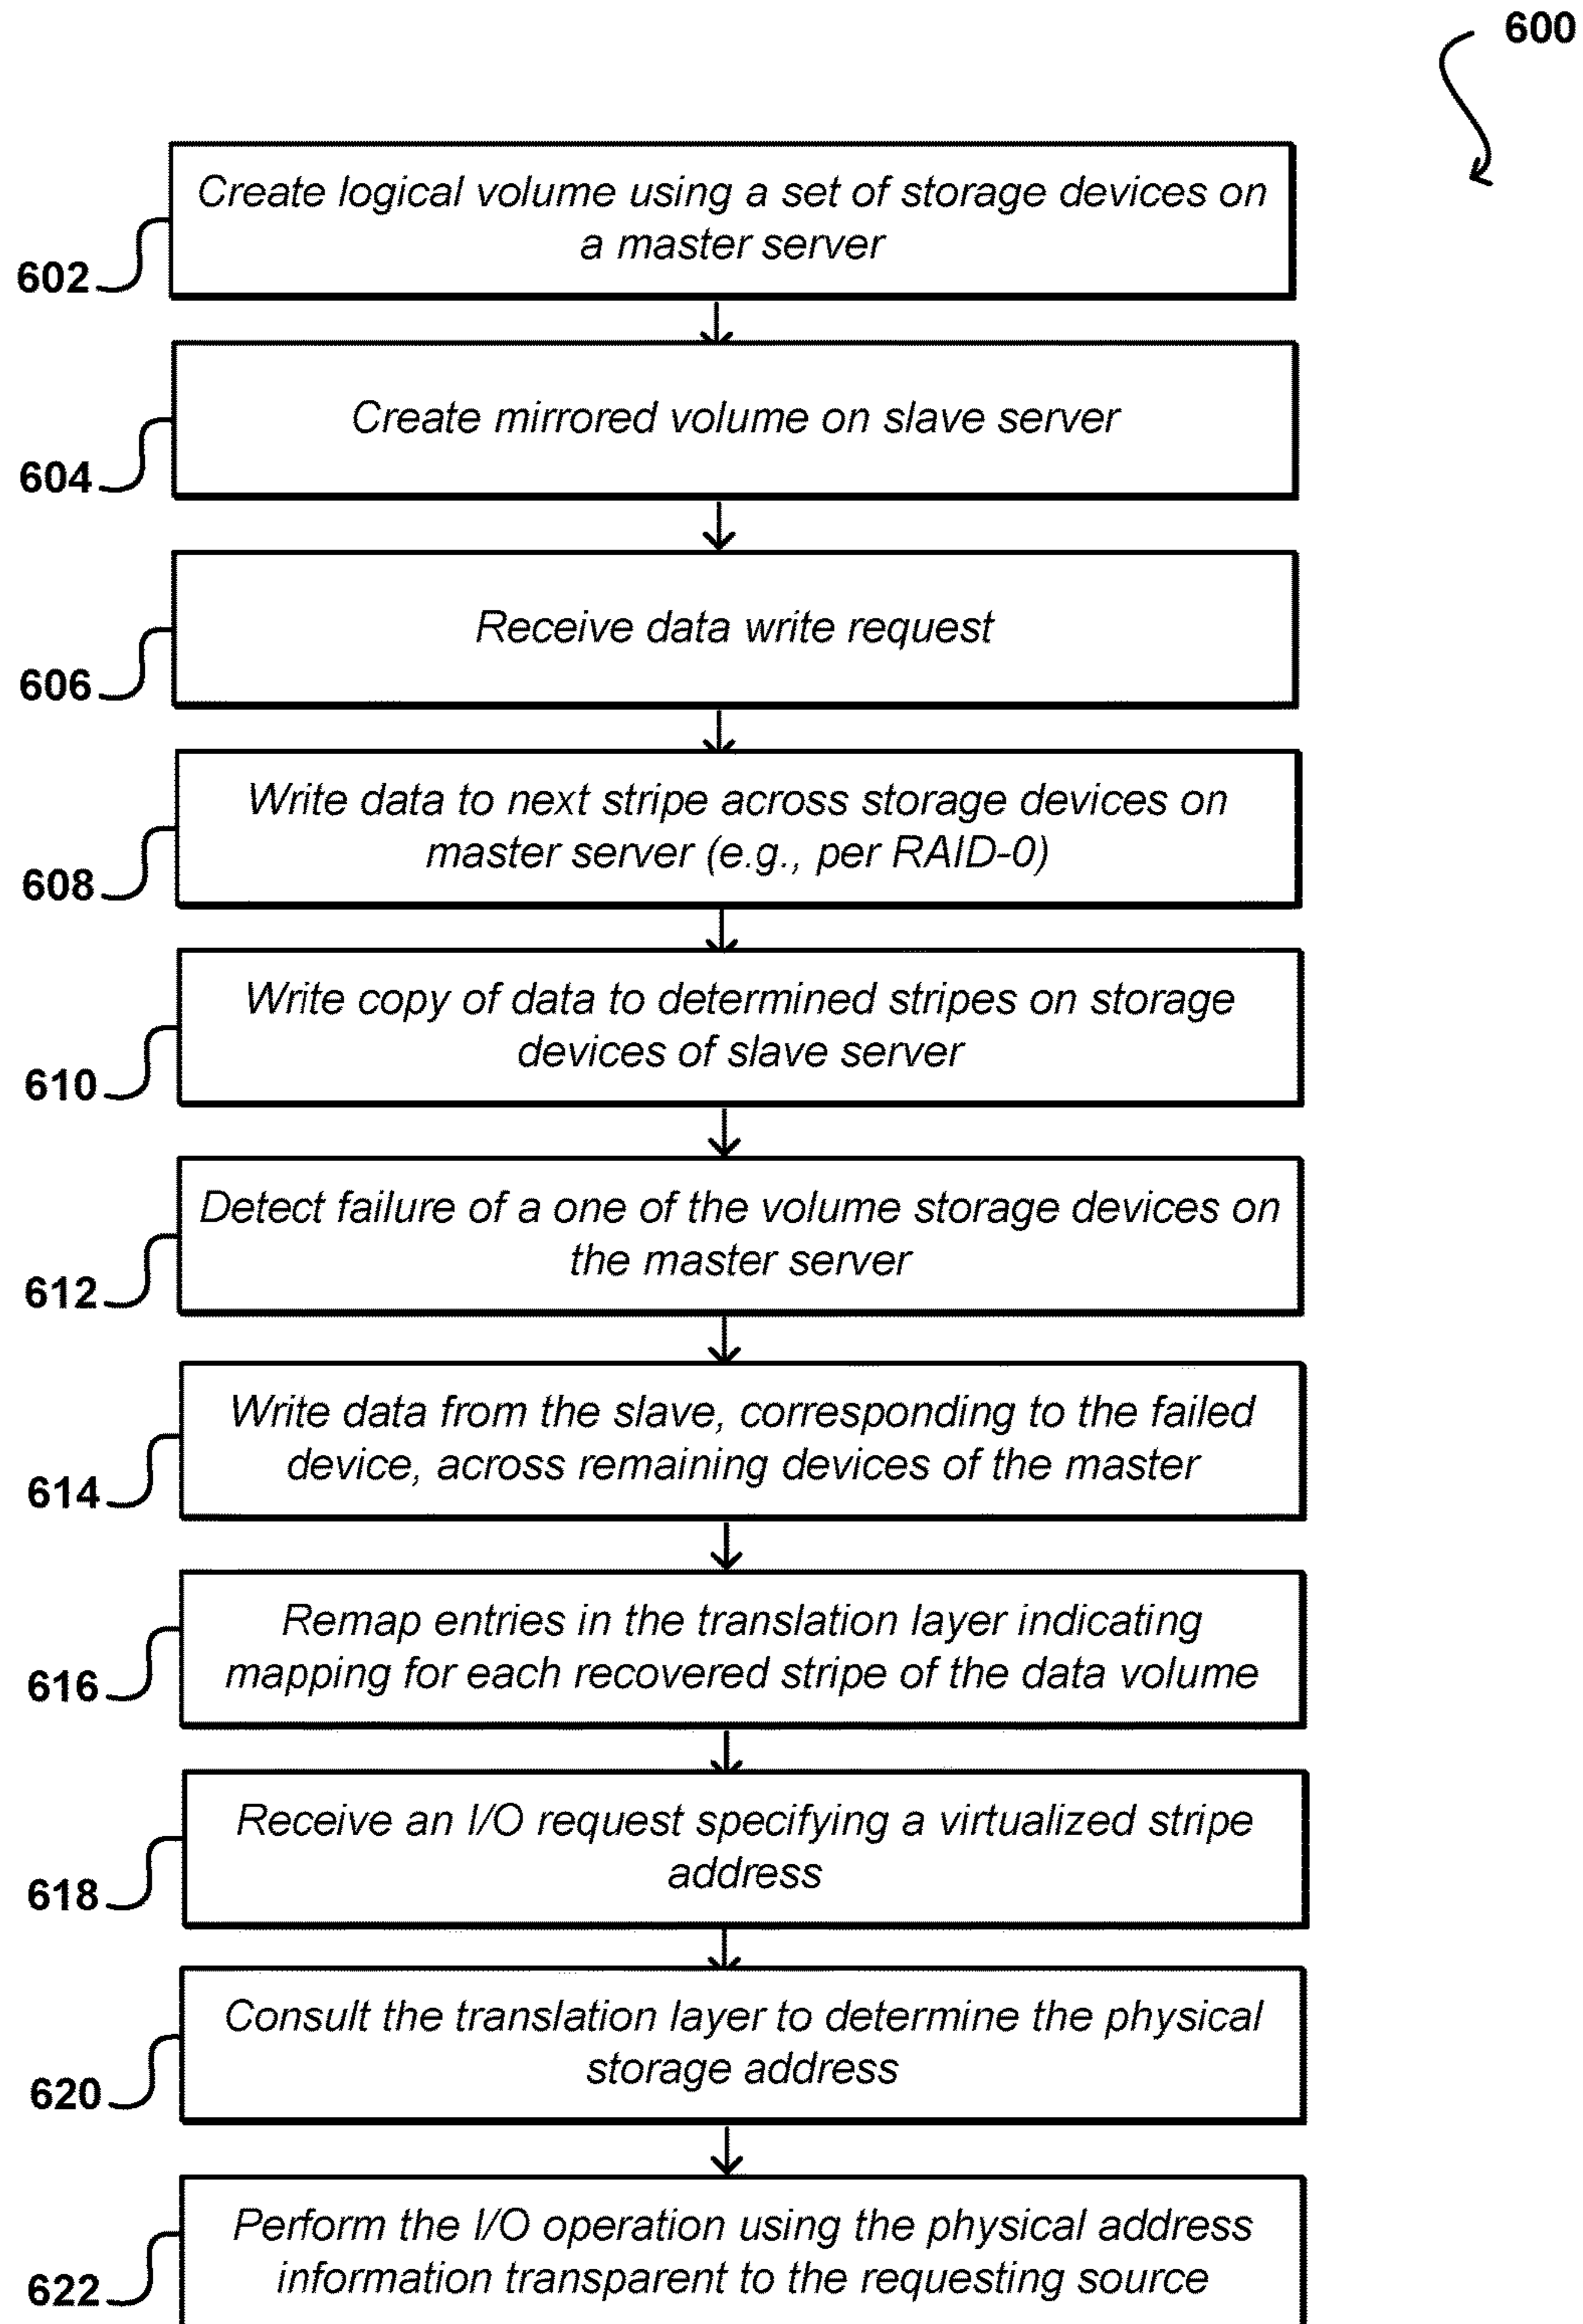 600
Create logical volume using a set of storage devices on
a master server
602
Create mirrored volume on slave server
604
Receive data write request
606
Write data to next stripe across storage devices on
master server (e.g., per RAID-0)
608
Write copy of data to determined stripes on storage
devices of slave server
610
Detect failure of a one of the volume storage devices on
the master server
612
Write data from the slave, corresponding to the failed
device, across remaining devices of the master
614
Remap entries in the translation layer indicating
mapping for each recovered stripe of the data volume
616
Receive an I/O request specifying a virtualized stripe
address
618
Consult the translation layer to determine the physical
storage address
620
Perform the I/O operation using the physical address
information transparent to the requesting source
622